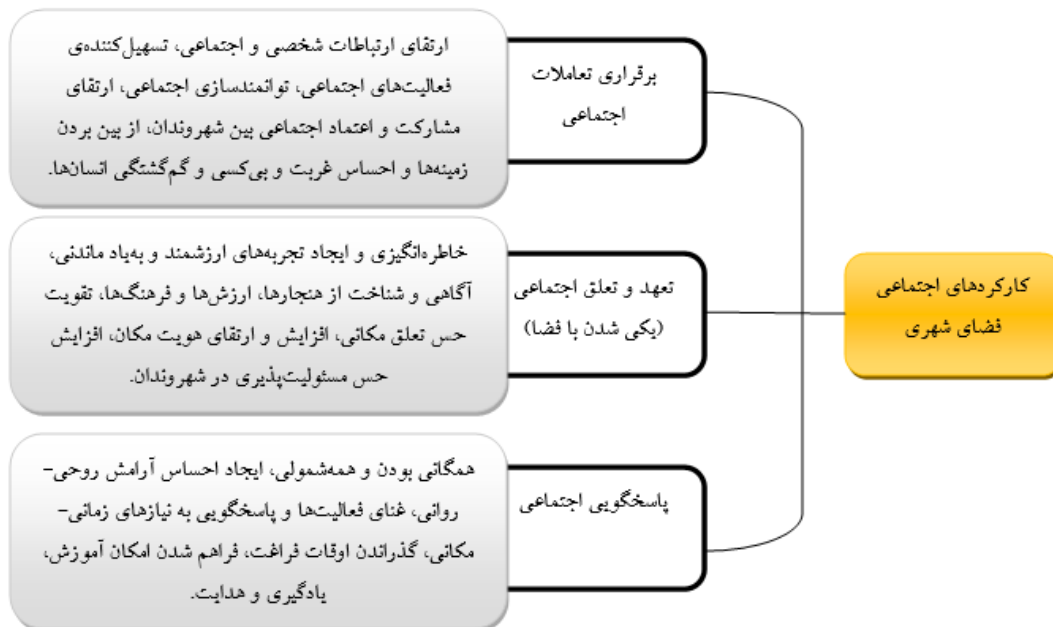 کارکردهای اجتماعی
فضای شهری
برقراری تعاملات
اجتماعی
ارتقای ارتباطات شخصی و اجتماعی، تسهیل‌کننده‌ی
فعالیت‌های اجتماعی، توانمندسازی اجتماعی، ارتقای
مشارکت و اعتماد اجتماعی بین شهروندان، از بین بردن
زمینه‌ها و احساس غربت و بی‌کسی و گم‌گشتگی انسان‌ها.
تعهد و تعلق اجتماعی
(یکی شدن با فضا)
خاطره‌انگیزی و ایجاد تجربه‌های ارزشمند و به‌یاد ماندنی،
آگاهی و شناخت از هنجارها، ارزش‌ها و فرهنگ‌ها، تقویت
حس تعلق مکانی، افزایش و ارتقای هویت مکان، افزایش
حس مسئولیت‌پذیری در شهروندان.
پاسخگویی اجتماعی
همگانی بودن و همه‌شمولی، ایجاد احساس آرامش روحی-
روانی، غنای فعالیت‌ها و پاسخگویی به نیازهای زمانی-
مکانی، گذراندن اوقات فراغت، فراهم شدن امکان آموزش،
یادگیری و هدایت.